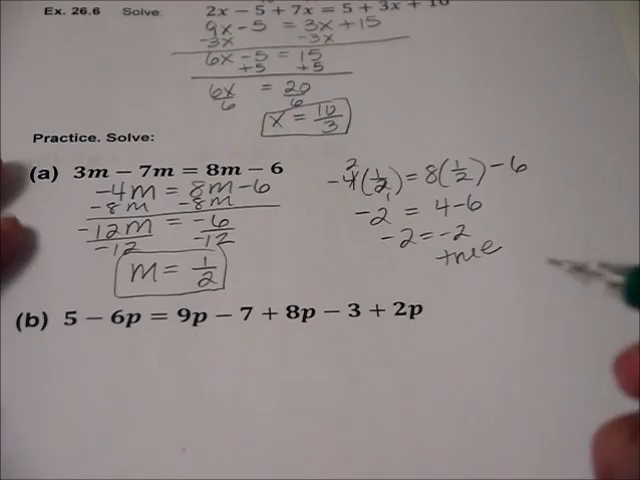 Ex. 26.6 Solve: 2x − 5 + 7x = 5 + 3x + 10
9x − 5 = 3x + 15
−3x −3x
6x − 5 = 15
+5 +5
6x/6 = 20/6
x = 10/3
Practice. Solve:
(a) 3m − 7m = 8m − 6
−4m = 8m − 6
−8m −8m
−12m/−12 = −6/−12
m = 1/2
−4(1/2) = 8(1/2) − 6
−2 = 4 − 6
−2 = −2
true
(b) 5 − 6p = 9p − 7 + 8p − 3 + 2p